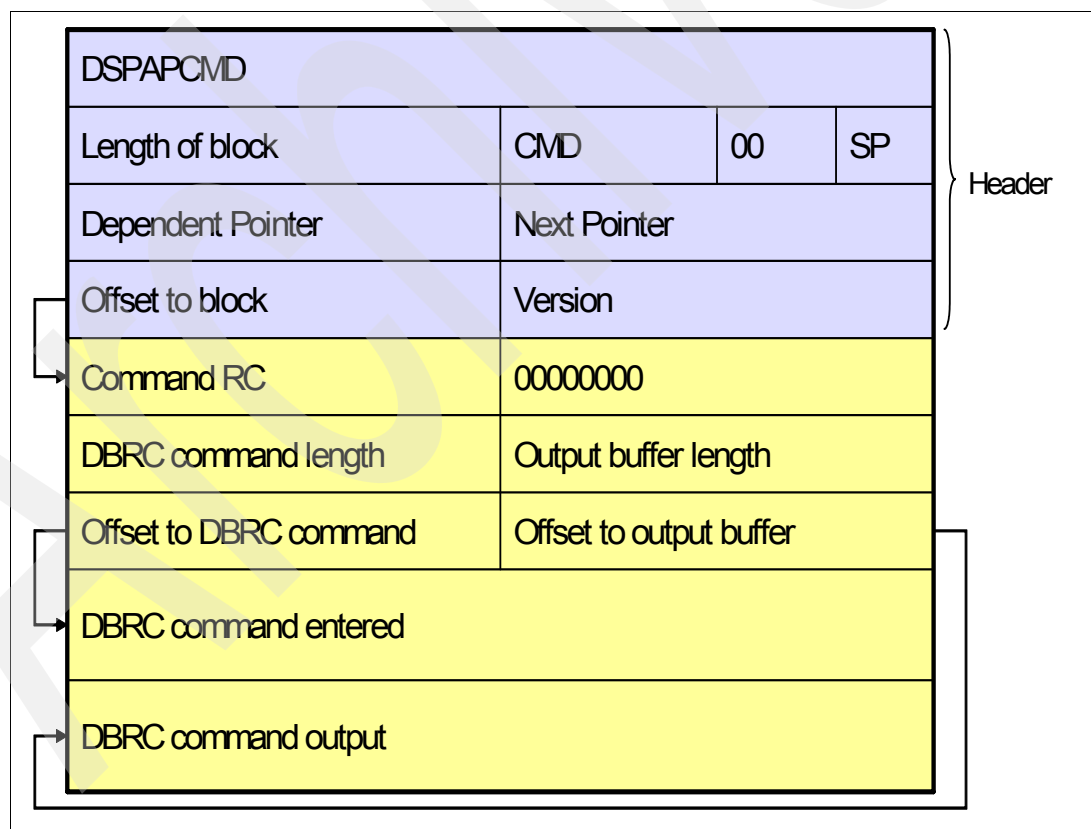 DSPAPCMD
Length of block CMD 00 SP
Header
Dependent Pointer Next Pointer
Offset to block Version
Command RC 00000000
DBRC command length Output buffer length
Offset to DBRC command Offset to output buffer
DBRC command entered
DBRC command output